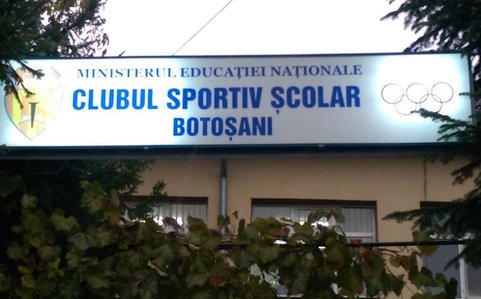 MINISTERUL EDUCAȚIEI NAȚIONALE
CLUBUL SPORTIV ȘCOLAR
BOTOȘANI